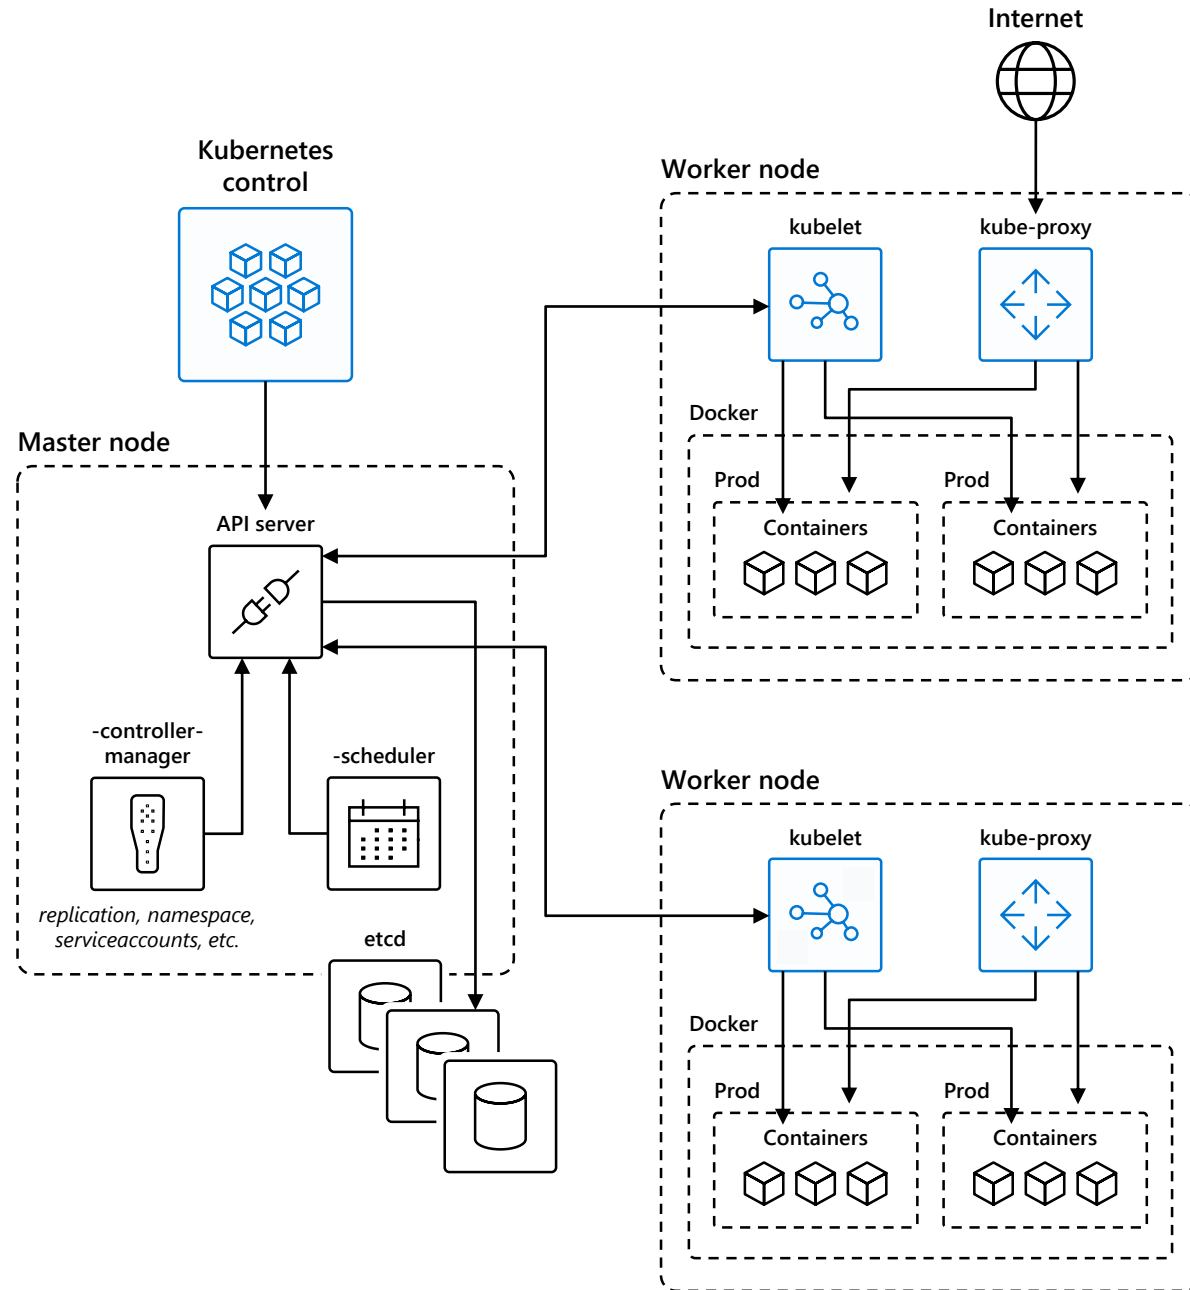 Internet
Kubernetes
control
Worker node
kubelet
kube-proxy
Docker
Prod
Prod
Containers
Containers
Master node
API server
-controller-
manager
-scheduler
replication, namespace,
serviceaccounts, etc.
etcd
Worker node
kubelet
kube-proxy
Docker
Prod
Prod
Containers
Containers